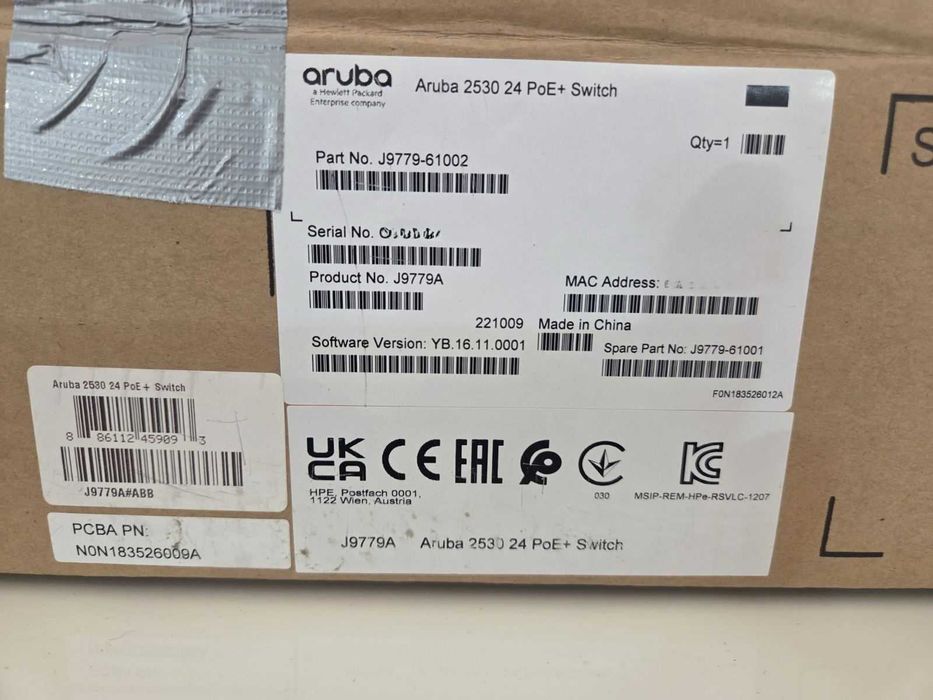 aruba
a Hewlett Packard
Enterprise company
Aruba 2530 24 PoE+ Switch
Qty=1
Part No. J9779-61002
Serial No.
Product No. J9779A
MAC Address:
221009 Made in China
Software Version: YB.16.11.0001
Spare Part No: J9779-61001
F0N183526012A
Aruba 2530 24 PoE+ Switch
8 86112 45909 3
J9779A#ABB
PCBA PN:
N0N183526009A
UK
CA
CE
EAC
030
KC
HPE, Postfach 0001,
1122 Wien, Austria
MSIP-REM-HPe-RSVLC-1207
J9779A Aruba 2530 24 PoE+ Switch
S